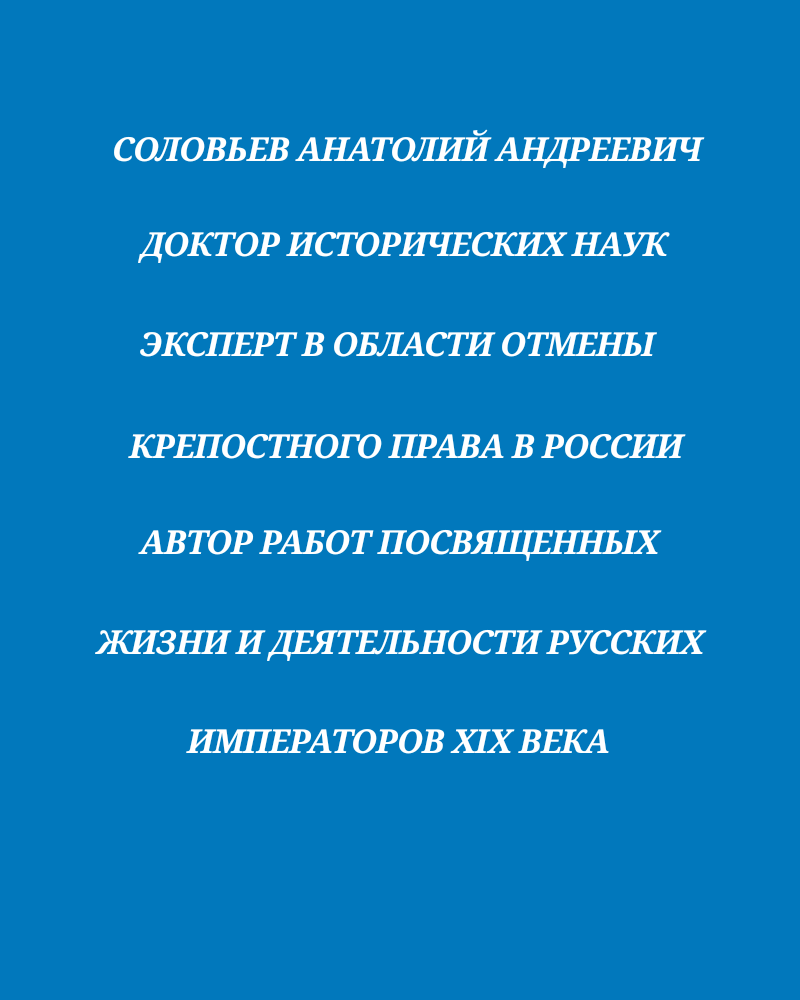 СОЛОВЬЕВ АНАТОЛИЙ АНДРЕЕВИЧ
ДОКТОР ИСТОРИЧЕСКИХ НАУК
ЭКСПЕРТ В ОБЛАСТИ ОТМЕНЫ
КРЕПОСТНОГО ПРАВА В РОССИИ
АВТОР РАБОТ ПОСВЯЩЕННЫХ
ЖИЗНИ И ДЕЯТЕЛЬНОСТИ РУССКИХ
ИМПЕРАТОРОВ XIX ВЕКА